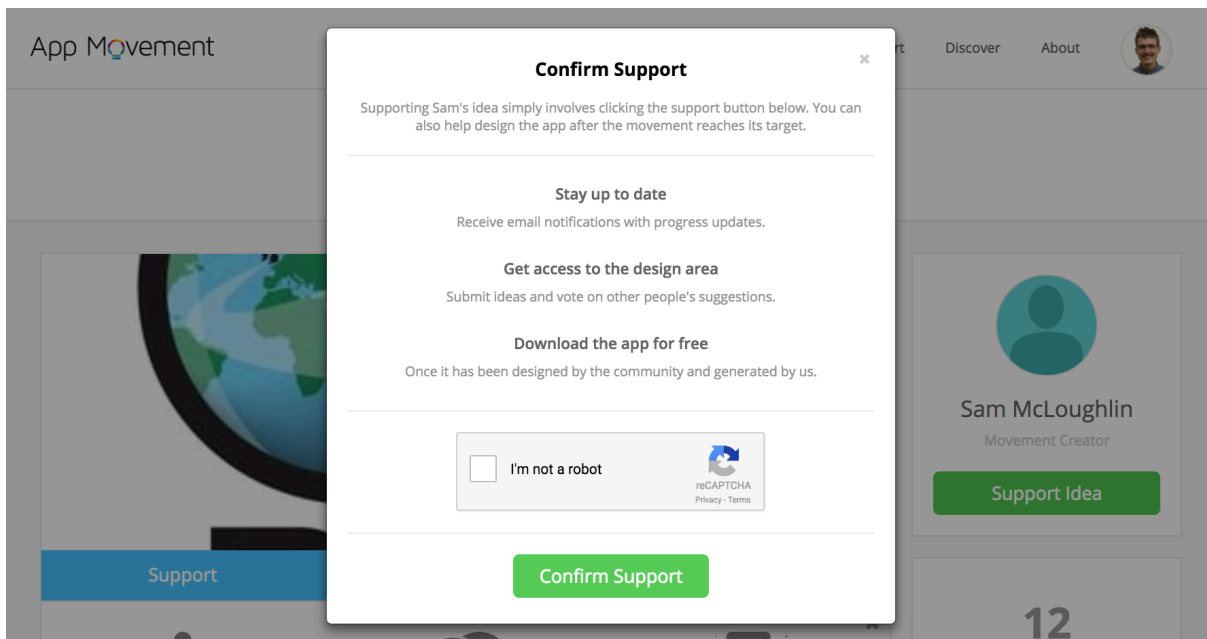 App Movement
rt
Discover
About
Confirm Support
×
Supporting Sam's idea simply involves clicking the support button below. You can
also help design the app after the movement reaches its target.
Stay up to date
Receive email notifications with progress updates.
Get access to the design area
Submit ideas and vote on other people's suggestions.
Download the app for free
Once it has been designed by the community and generated by us.
I'm not a robot
reCAPTCHA
Privacy - Terms
Confirm Support
Support
Sam McLoughlin
Movement Creator
Support Idea
12